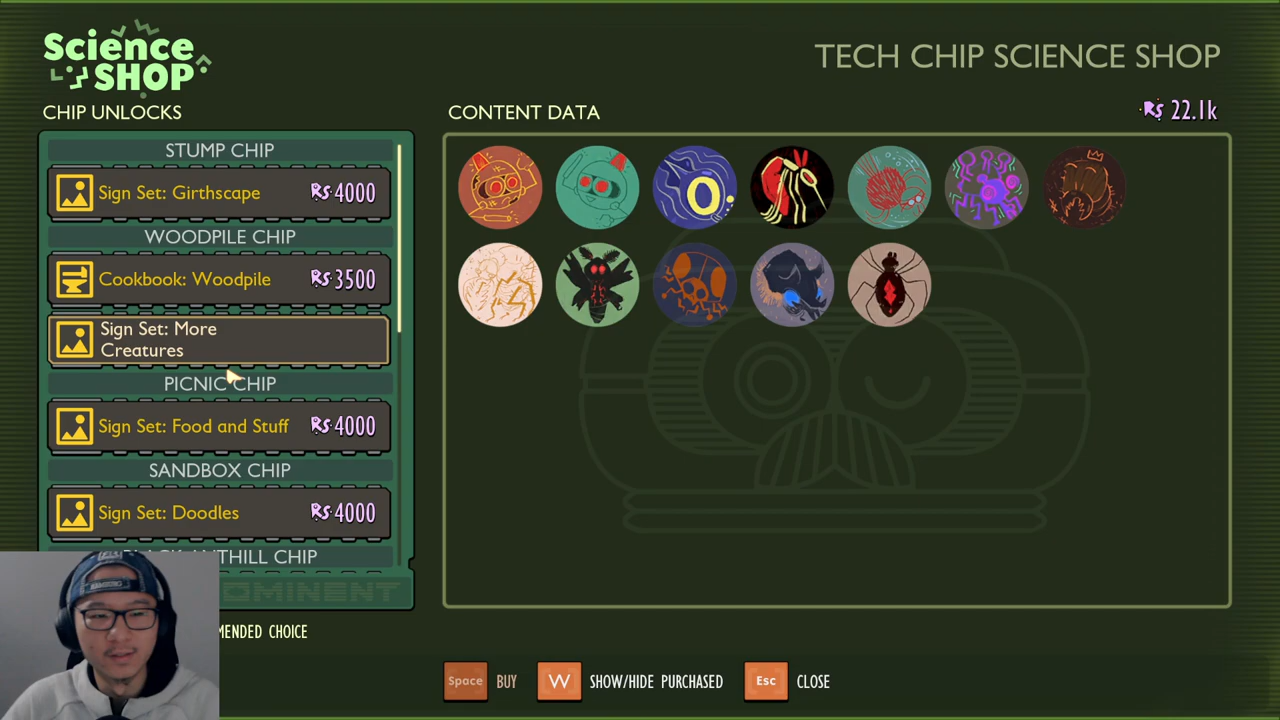 Science
SHOP
TECH CHIP SCIENCE SHOP
CHIP UNLOCKS
CONTENT DATA
RS 22.1k
STUMP CHIP
Sign Set: Girthscape RS 4000
WOODPILE CHIP
Cookbook: Woodpile RS 3500
Sign Set: More
Creatures
PICNIC CHIP
Sign Set: Food and Stuff RS 4000
SANDBOX CHIP
Sign Set: Doodles RS 4000
ANTHILL CHIP
OMINENT
MENDED CHOICE
Space BUY
W SHOW/HIDE PURCHASED
Esc CLOSE